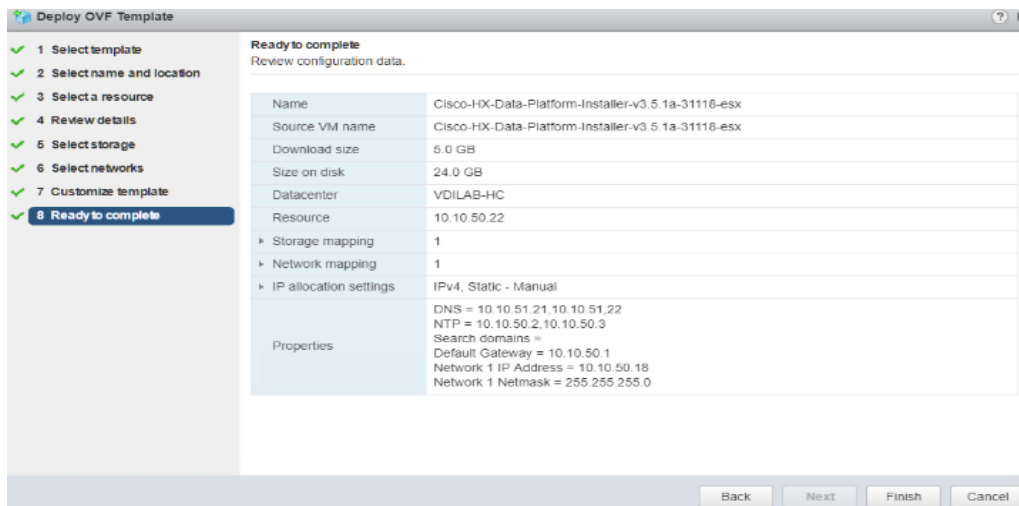 Deploy OVF Template
?
1 Select template
2 Select name and location
3 Select a resource
4 Review details
5 Select storage
6 Select networks
7 Customize template
8 Ready to complete
Ready to complete
Review configuration data.
Name Cisco-HX-Data-Platform-Installer-v3.5.1a-31118-esx
Source VM name Cisco-HX-Data-Platform-Installer-v3.5.1a-31118-esx
Download size 5.0 GB
Size on disk 24.0 GB
Datacenter VDILAB-HC
Resource 10.10.50.22
Storage mapping 1
Network mapping 1
IP allocation settings IPv4, Static - Manual
Properties
DNS = 10.10.51.21,10.10.51,22
NTP = 10.10.50.2,10.10.50.3
Search domains =
Default Gateway = 10.10.50.1
Network 1 IP Address = 10.10.50.18
Network 1 Netmask = 255.255.255.0
Back Next Finish Cancel